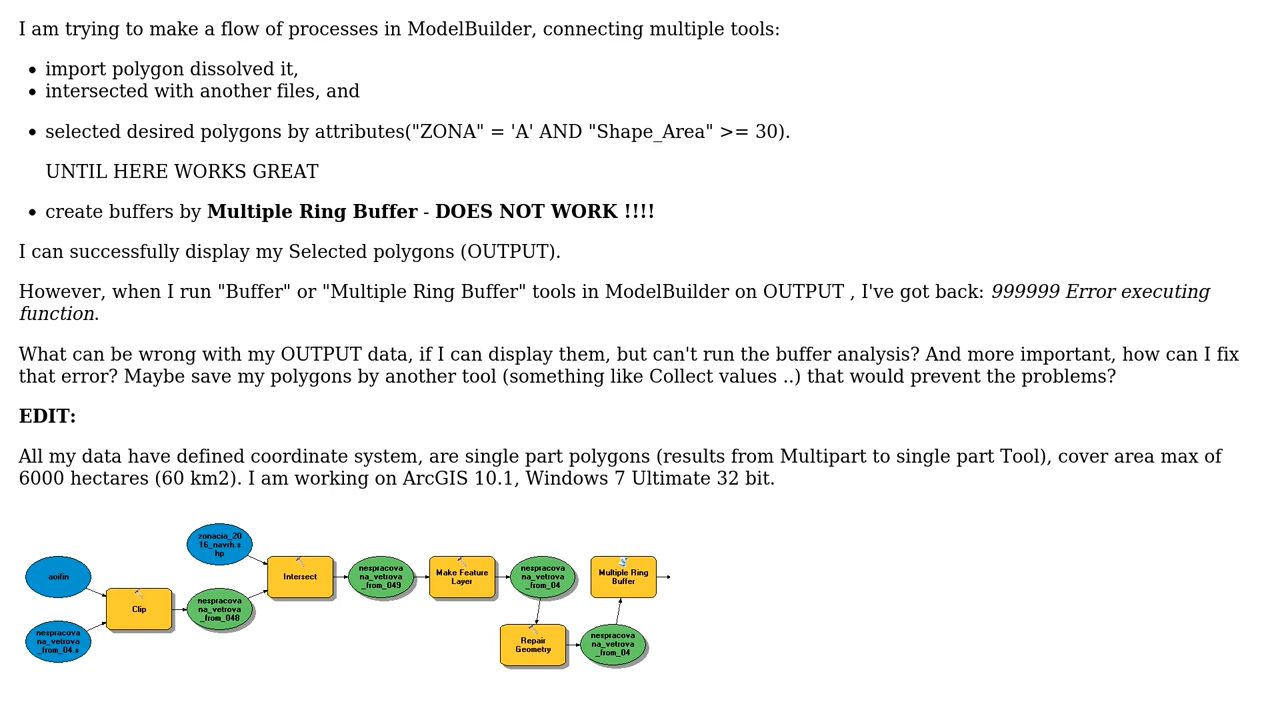 I am trying to make a flow of processes in ModelBuilder, connecting multiple tools:
• import polygon dissolved it,
• intersected with another files, and
• selected desired polygons by attributes("ZONA" = 'A' AND "Shape_Area" >= 30).
UNTIL HERE WORKS GREAT
• create buffers by Multiple Ring Buffer - DOES NOT WORK !!!!
I can successfully display my Selected polygons (OUTPUT).
However, when I run "Buffer" or "Multiple Ring Buffer" tools in ModelBuilder on OUTPUT , I've got back: 999999 Error executing
function.
What can be wrong with my OUTPUT data, if I can display them, but can't run the buffer analysis? And more important, how can I fix
that error? Maybe save my polygons by another tool (something like Collect values ..) that would prevent the problems?
EDIT:
All my data have defined coordinate system, are single part polygons (results from Multipart to single part Tool), cover area max of
6000 hectares (60 km2). I am working on ArcGIS 10.1, Windows 7 Ultimate 32 bit.
zonacia_20
16_navrh.s
hp
aoifin
Intersect
nespracova
na_vetrova
_from_049
Make Feature
Layer
nespracova
na_vetrova
_from_04
Multiple Ring
Buffer
Clip
nespracova
na_vetrova
_from_048
nespracova
na_vetrova
_from_04.s
Repair
Geometry
nespracova
na_vetrova
_from_04